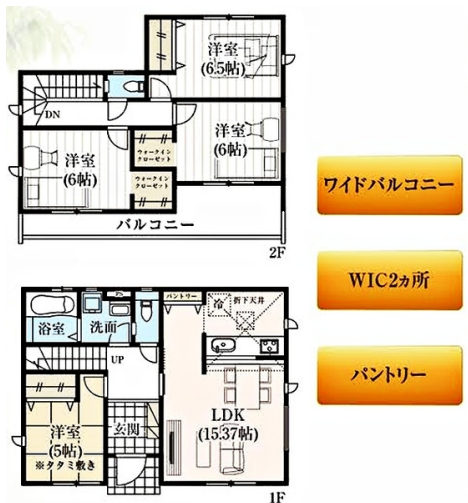 洋室
(6.5帖)
DN
洋室
(6帖)
洋室
(6帖)
ウォークイン
クローゼット
ウォークイン
クローゼット
バルコニー
2F
ワイドバルコニー
WIC2ヵ所
パントリー
PS
パントリー
冷
折下天井
浴室
洗面
UP
洋室
(5帖)
※タタミ敷き
玄関
LDK
(15.37帖)
1F